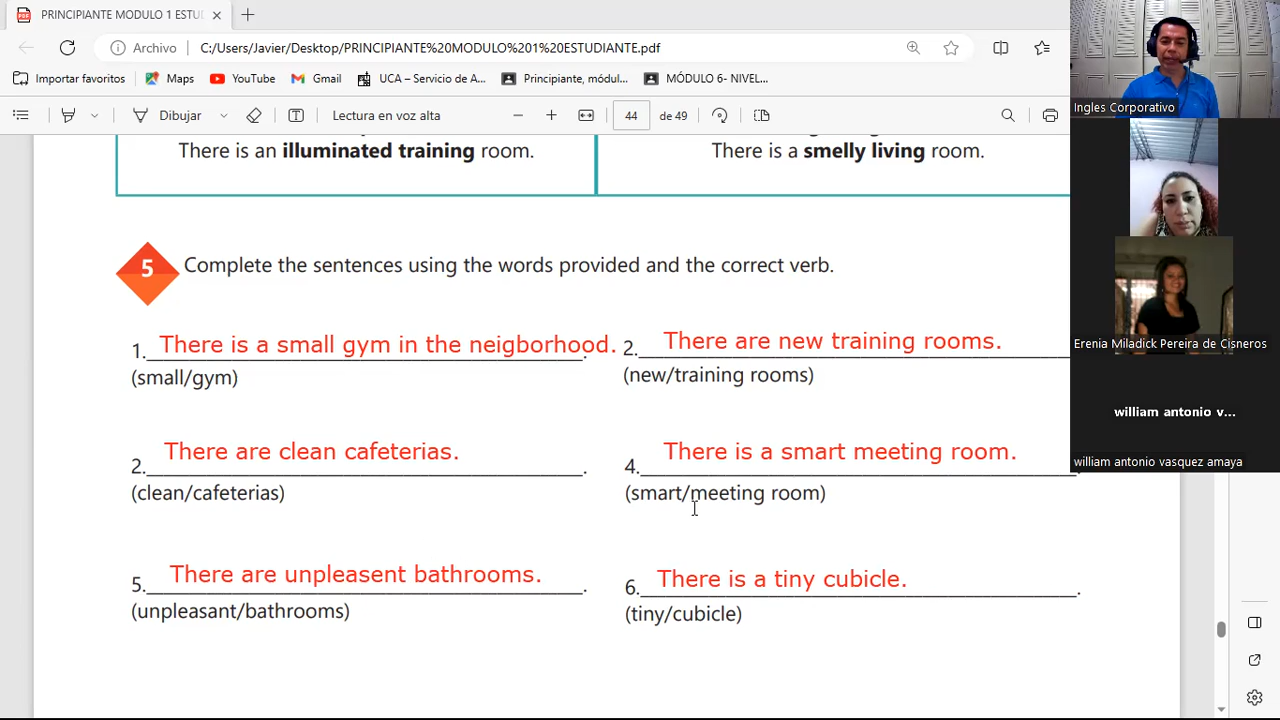 PRINCIPIANTE MODULO 1 ESTU
Archivo
C:/Users/Javier/Desktop/PRINCIPIANTE%20MODULO%201%20ESTUDIANTE.pdf
Importar favoritos
Maps
YouTube
Gmail
UCA – Servicio de A...
Principiante, módul...
MÓDULO 6- NIVEL...
Dibujar
Lectura en voz alta
44
de 49
There is an illuminated training room.
There is a smelly living room.
5
Complete the sentences using the words provided and the correct verb.
1. There is a small gym in the neigborhood.
(small/gym)
2. There are new training rooms.
(new/training rooms)
2. There are clean cafeterias.
(clean/cafeterias)
4. There is a smart meeting room.
(smart/meeting room)
5. There are unpleasent bathrooms.
(unpleasant/bathrooms)
6. There is a tiny cubicle.
(tiny/cubicle)
Ingles Corporativo
Erenia Miladick Pereira de Cisneros
william antonio v...
william antonio vasquez amaya